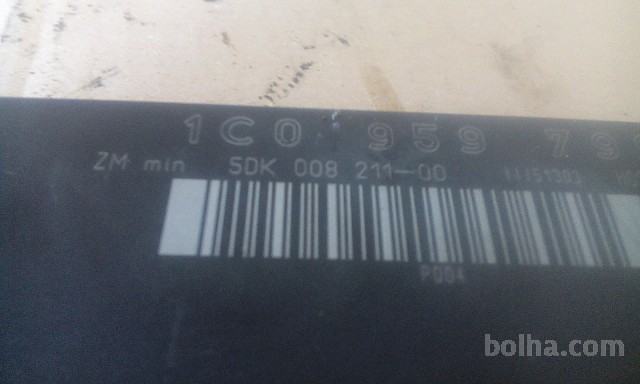 1C0 959 79
ZM min 5DK 008 211-00
P004
bolha.com